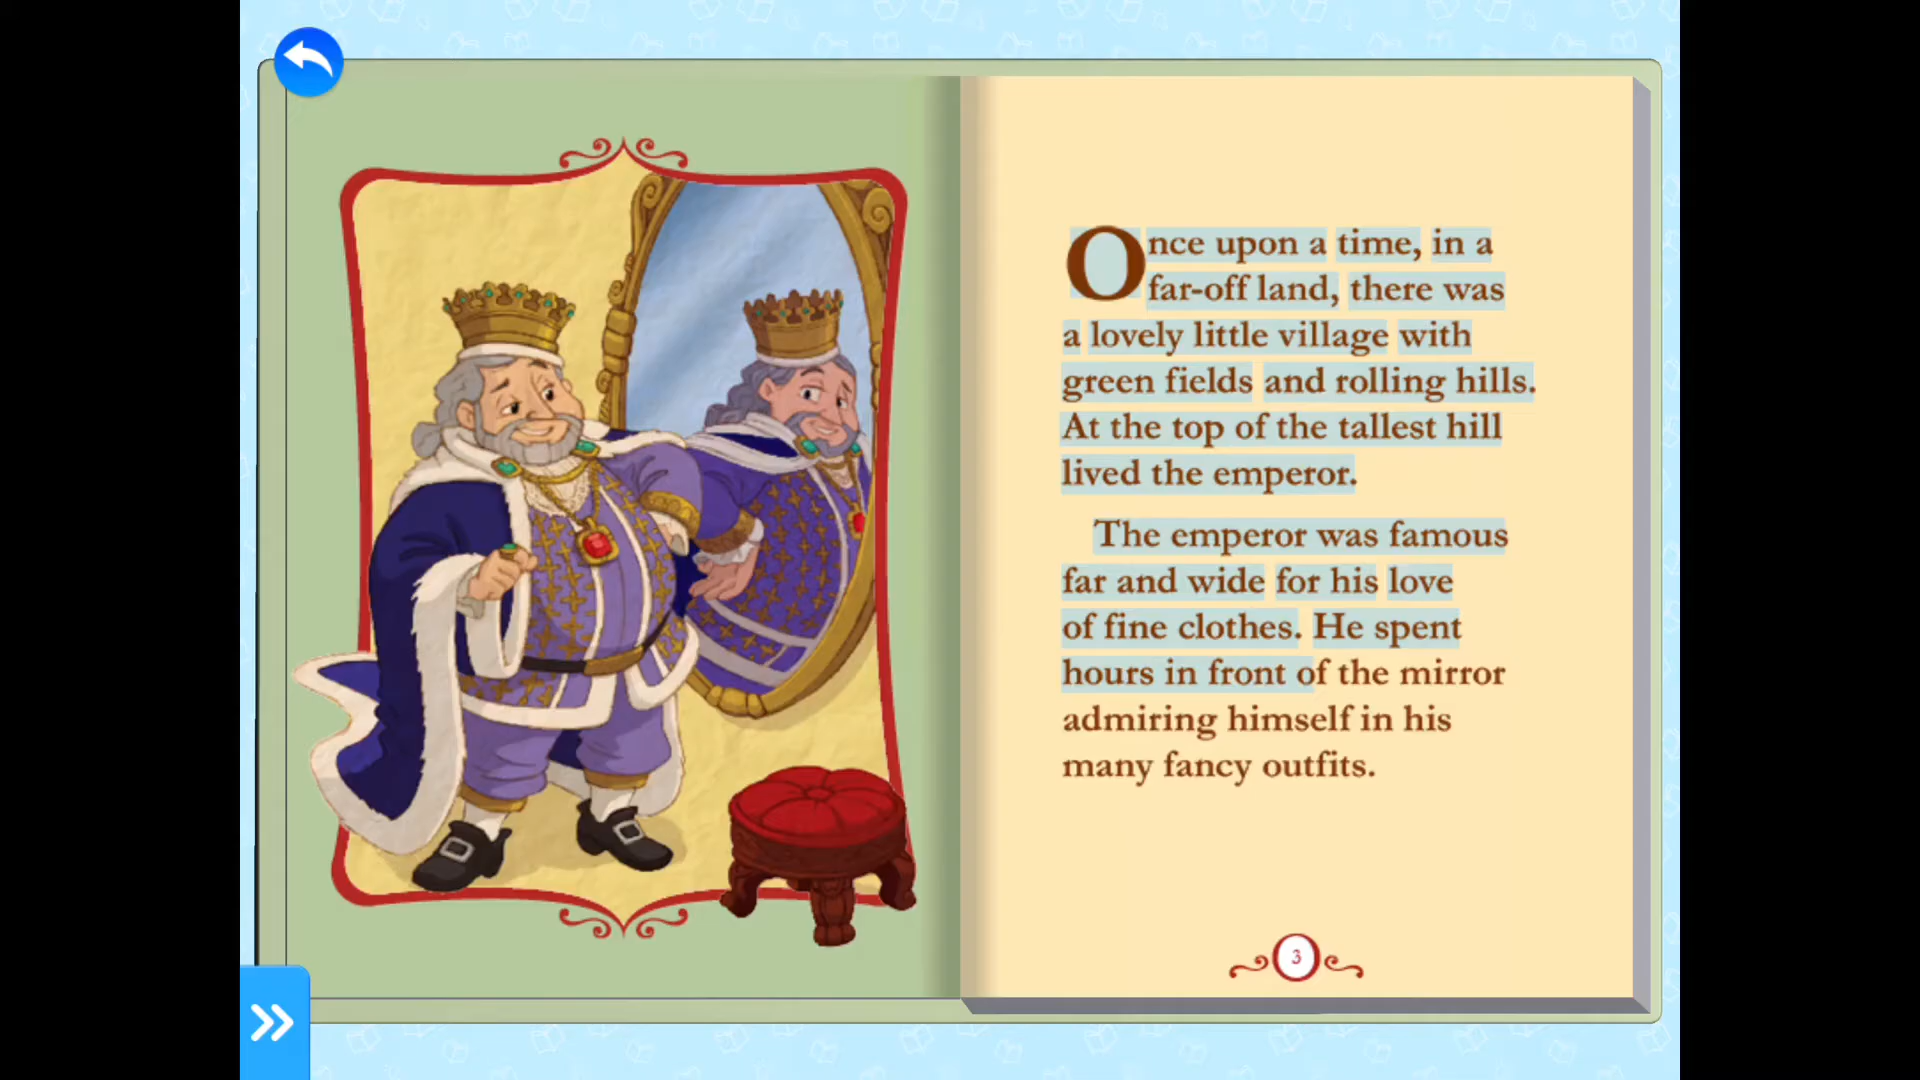 Once upon a time, in a
far-off land, there was
a lovely little village with
green fields and rolling hills.
At the top of the tallest hill
lived the emperor.
The emperor was famous
far and wide for his love
of fine clothes. He spent
hours in front of the mirror
admiring himself in his
many fancy outfits.
3